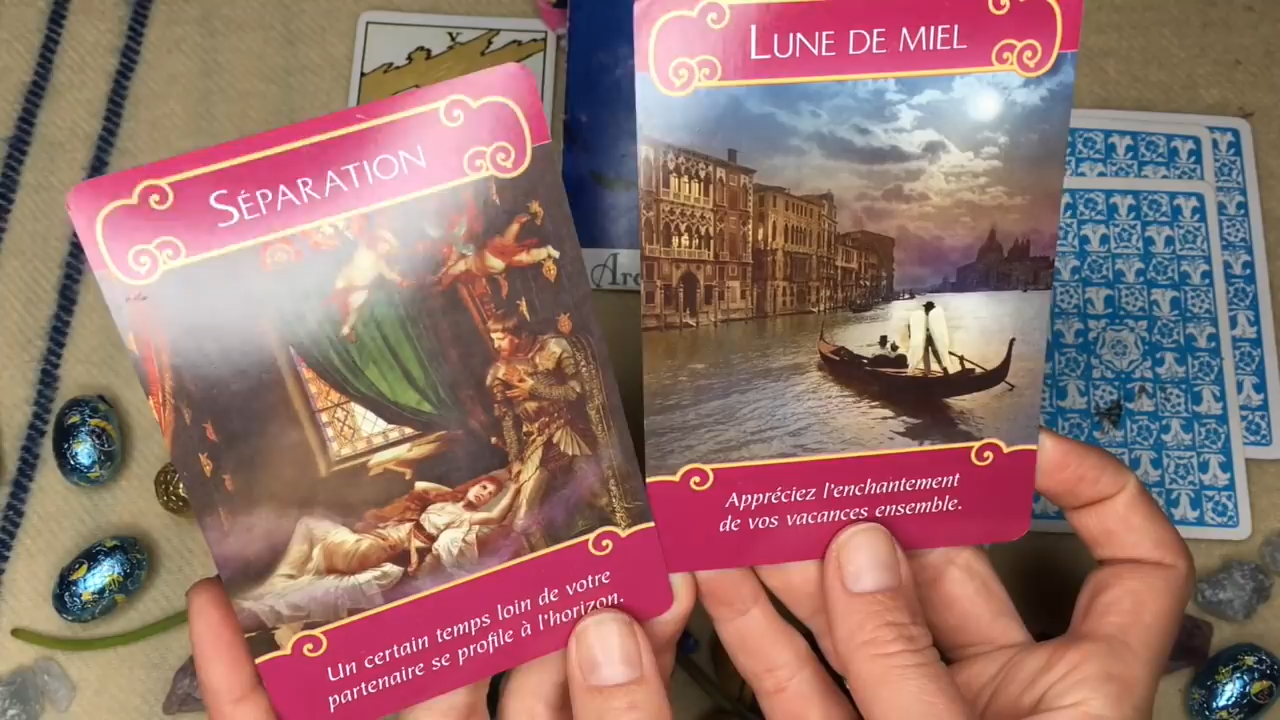 X
SÉPARATION
Un certain temps loin de votre
partenaire se profile à l'horizon.
LUNE DE MIEL
Appréciez l'enchantement
de vos vacances ensemble.